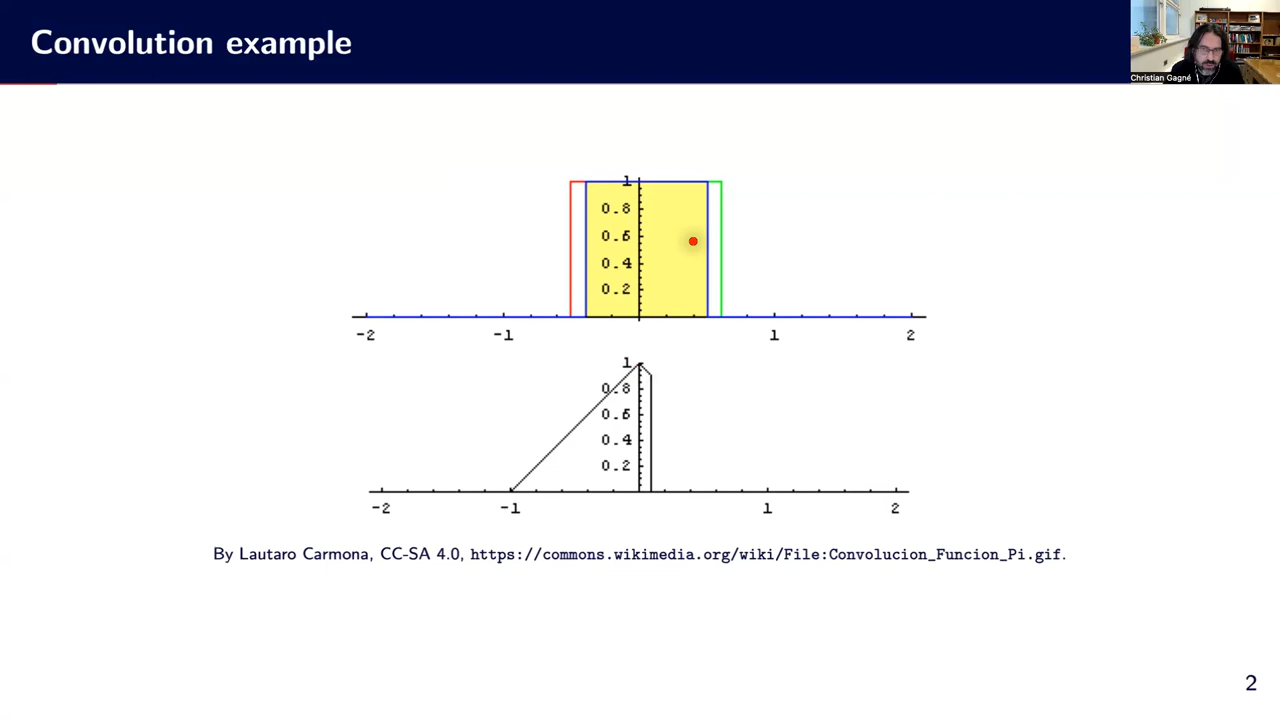 Convolution example
Christian Gagné
1
0.8
0.6
0.4
0.2
-2 -1 1 2
1
0.8
0.6
0.4
0.2
-2 -1 1 2
By Lautaro Carmona, CC-SA 4.0, https://commons.wikimedia.org/wiki/File:Convolucion_Funcion_Pi.gif.
2